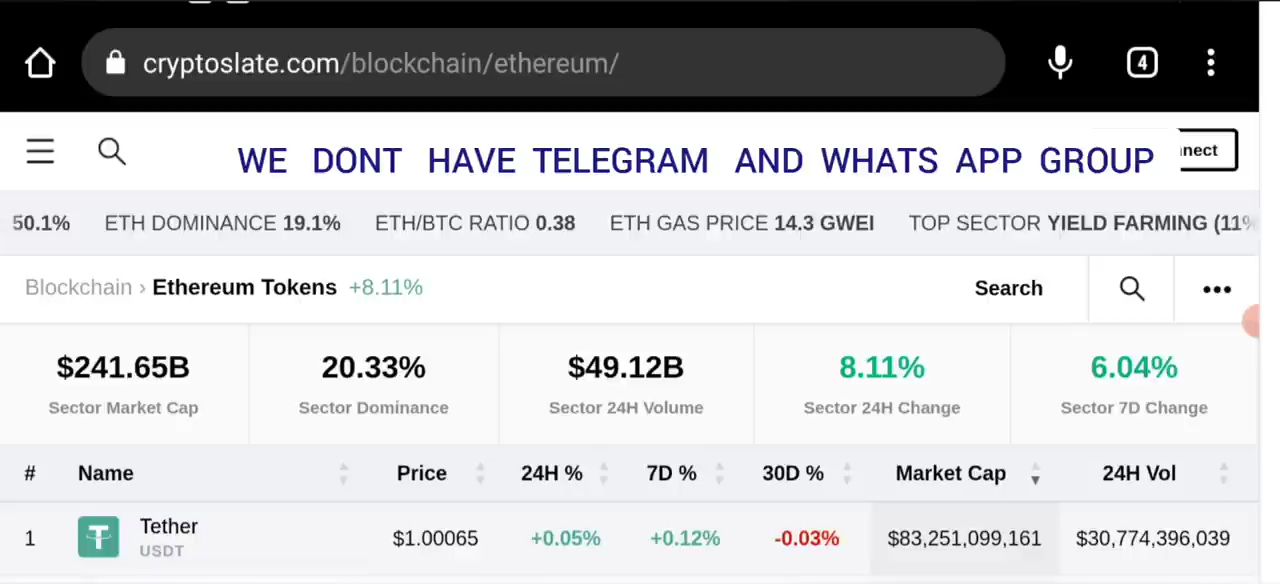 cryptoslate.com/blockchain/ethereum/
4
WE DONT HAVE TELEGRAM AND WHATS APP GROUP
50.1% ETH DOMINANCE 19.1% ETH/BTC RATIO 0.38 ETH GAS PRICE 14.3 GWEI TOP SECTOR YIELD FARMING (11%
Blockchain › Ethereum Tokens +8.11% Search
$241.65B 20.33% $49.12B 8.11% 6.04%
Sector Market Cap Sector Dominance Sector 24H Volume Sector 24H Change Sector 7D Change
# Name Price 24H % 7D % 30D % Market Cap 24H Vol
1 Tether $1.00065 +0.05% +0.12% -0.03% $83,251,099,161 $30,774,396,039
USDT